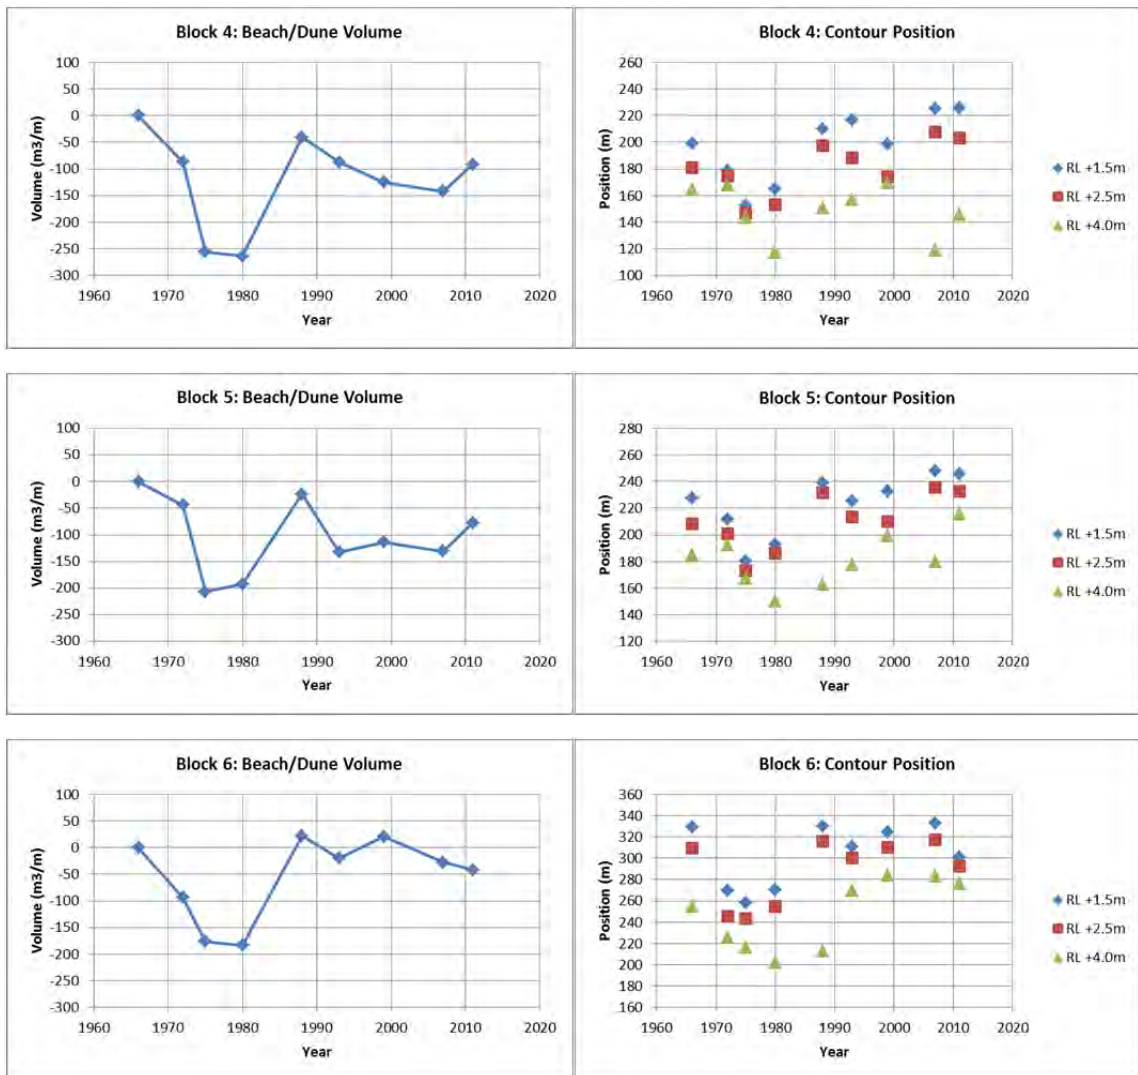 Block 4: Beach/Dune Volume
100
50
0
-50
-100
-150
-200
-250
-300
Volume (m3/m)
1960 1970 1980 1990 2000 2010 2020
Year
Block 4: Contour Position
260
240
220
200
180
160
140
120
100
Position (m)
1960 1970 1980 1990 2000 2010 2020
Year
RL +1.5m
RL +2.5m
RL +4.0m
Block 5: Beach/Dune Volume
100
50
0
-50
-100
-150
-200
-250
-300
Volume (m3/m)
1960 1970 1980 1990 2000 2010 2020
Year
Block 5: Contour Position
280
260
240
220
200
180
160
140
120
Position (m)
1960 1970 1980 1990 2000 2010 2020
Year
RL +1.5m
RL +2.5m
RL +4.0m
Block 6: Beach/Dune Volume
100
50
0
-50
-100
-150
-200
-250
-300
Volume (m3/m)
1960 1970 1980 1990 2000 2010 2020
Year
Block 6: Contour Position
360
340
320
300
280
260
240
220
200
180
160
Position (m)
1960 1970 1980 1990 2000 2010 2020
Year
RL +1.5m
RL +2.5m
RL +4.0m